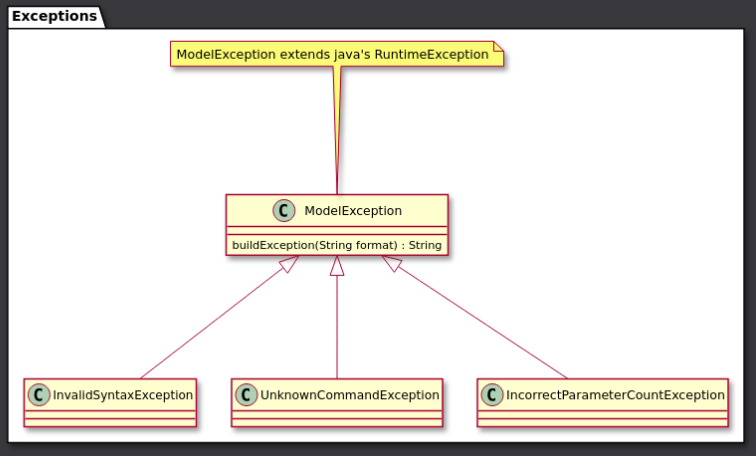 Exceptions
ModelException extends java's RuntimeException
C ModelException
buildException(String format) : String
C InvalidSyntaxException
C UnknownCommandException
C IncorrectParameterCountException